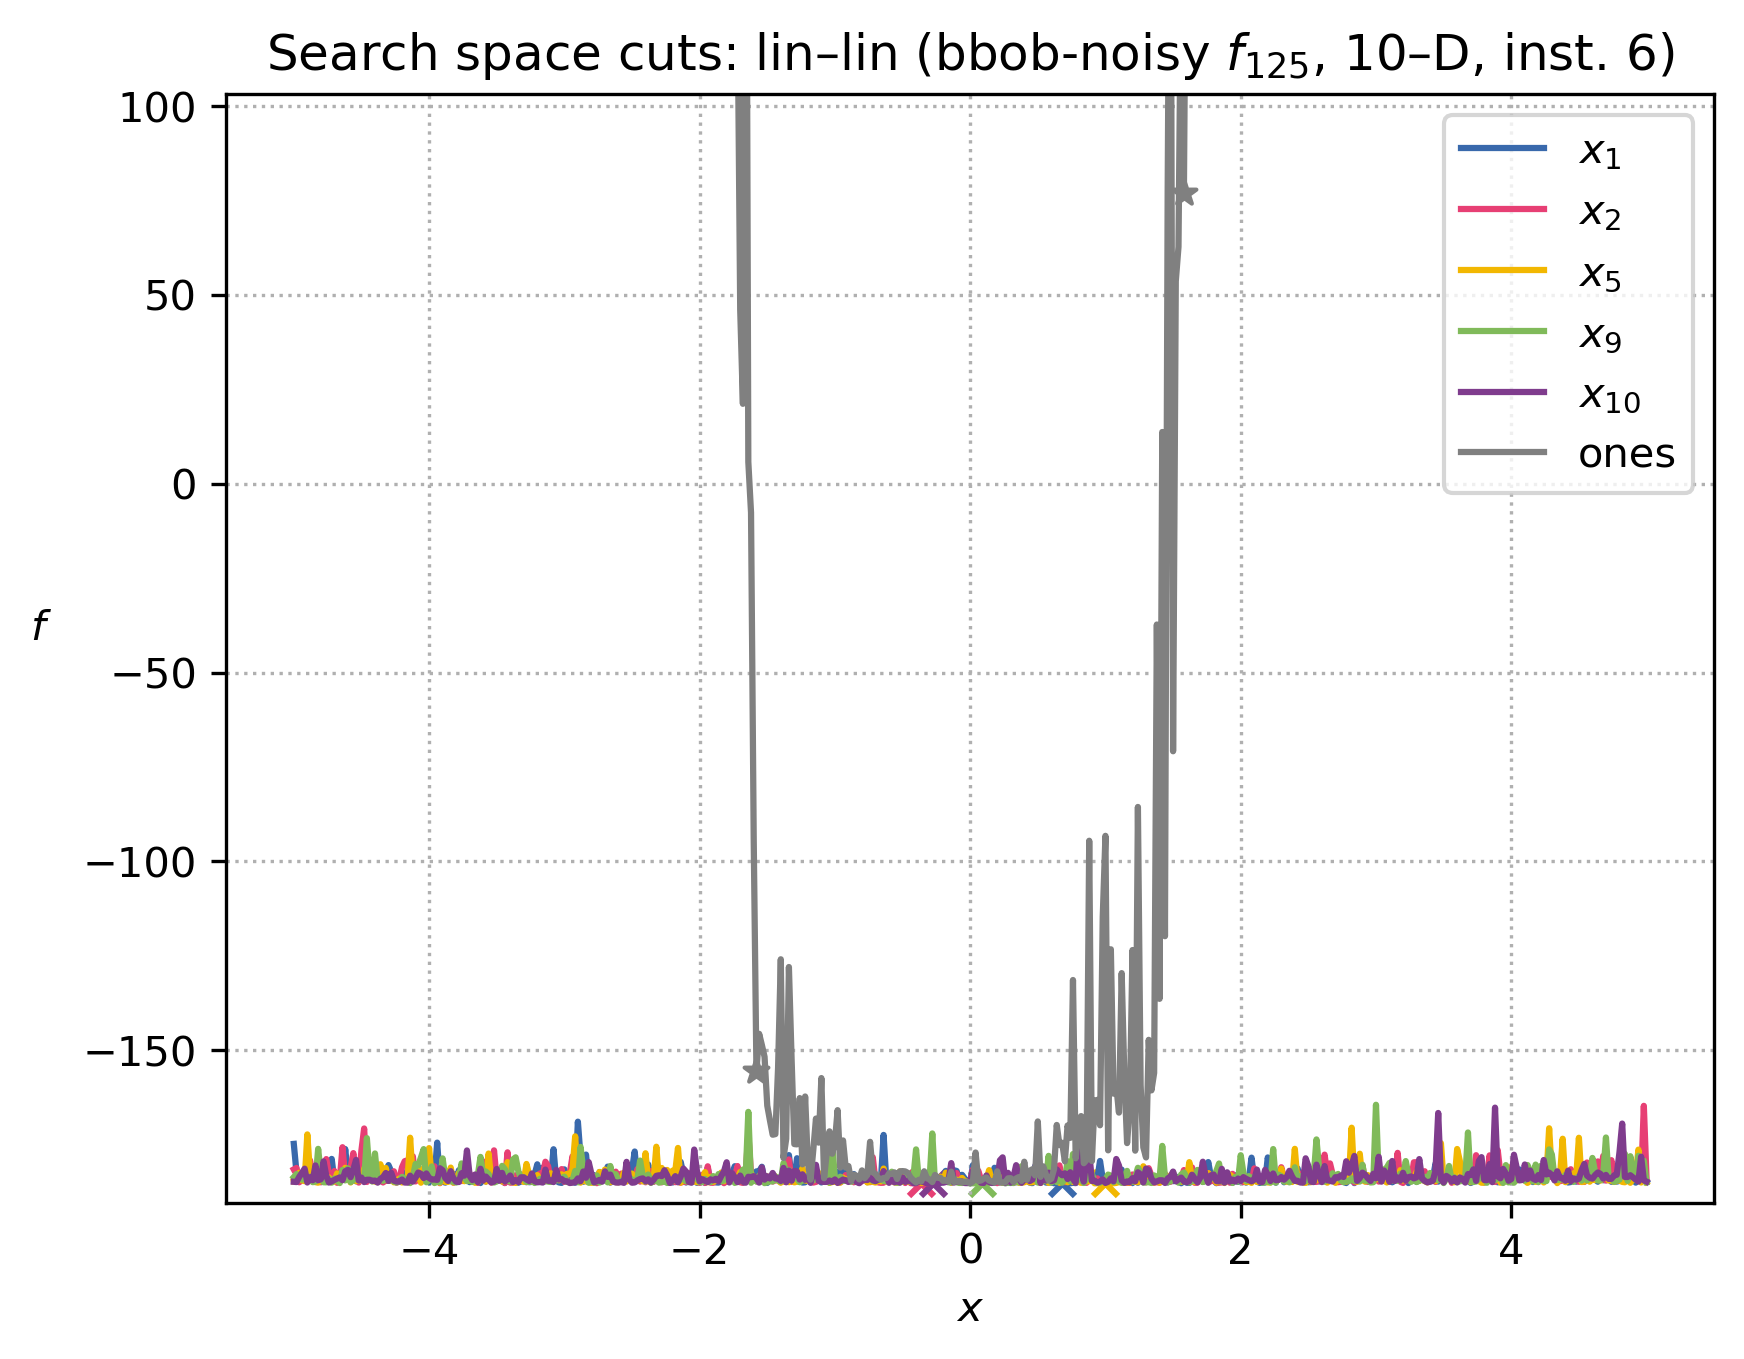 Search space cuts: lin–lin (bbob-noisy f₁₂₅, 10–D, inst. 6)
100
50
0
−50
−100
−150
f
x₁
x₂
x₅
x₉
x₁₀
ones
−4
−2
0
2
4
x